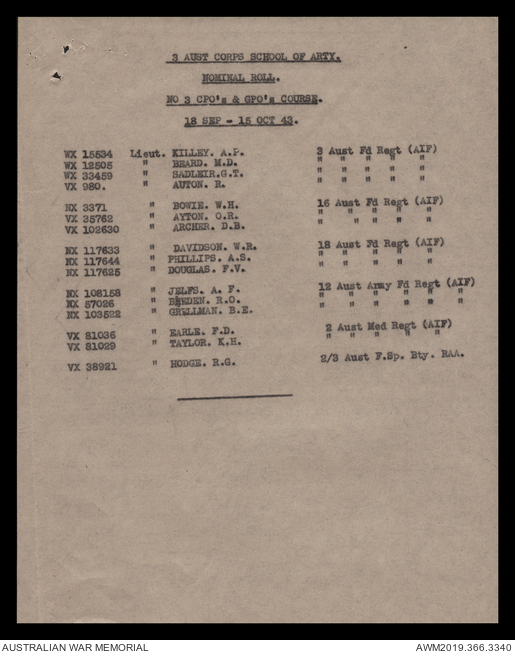 3 AUST CORPS SCHOOL OF ARTY.
NOMINAL ROLL.
NO 3 CPO's & GPO's COURSE.
18 SEP - 15 OCT 43.
WX 15534 Lieut. KILLEY. A.P. 3 Aust Fd Regt (AIF)
WX 12505 " BEARD. M.D. " " " " "
WX 33459 " SADLEIR.G.T. " " " " "
VX 980. " AUTON. R. " " " " "
NX 3371 " BOWIE. W.H. 16 Aust Fd Regt (AIF)
VX 35762 " AYTON. O.R. " " " " "
VX 102630 " ARCHER. D.B. " " " " "
NX 117633 " DAVIDSON. W.R. 18 Aust Fd Regt (AIF)
NX 117644 " PHILLIPS. A.S. " " " " "
NX 117625 " DOUGLAS. F.V. " " " " "
NX 108158 " JELFS. A. F. 12 Aust Army Fd Regt (AIF)
NX 57026 " BEEDEN. R.O. " " " " " "
NX 103522 " GRELLMAN. B.E. " " " " " "
VX 81036 " EARLE. F.D. 2 Aust Med Regt (AIF)
VX 81029 " TAYLOR. K.H. " " " " "
VX 38921 " HODGE. R.G. 2/3 Aust F.Sp. Bty. RAA.
AUSTRALIAN WAR MEMORIAL AWM2019.366.3340